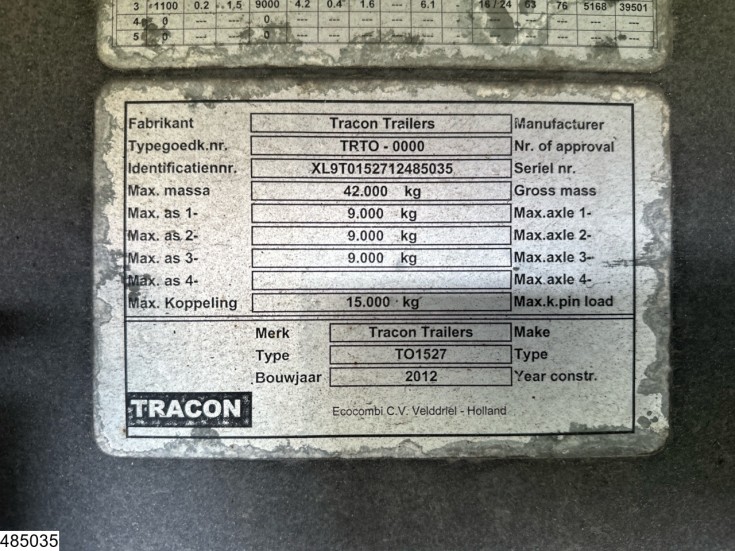 3 1100 0.2 1,5 9000 4.2 0.4 1.6 --- 6.1 - 16 / 24 63 76 5168 39501
4 0 --- --- 0 --- --- --- --- --- --- --- ---
5 --- --- 0 --- --- --- --- --- --- --- ---
Fabrikant Tracon Trailers Manufacturer
Typegoedk.nr. TRTO - 0000 Nr. of approval
Identificatiennr. XL9T0152712485035 Seriel nr.
Max. massa 42.000 kg Gross mass
Max. as 1- 9.000 kg Max.axle 1-
Max. as 2- 9.000 kg Max.axle 2-
Max. as 3- 9.000 kg Max.axle 3-
Max. as 4- Max.axle 4-
Max. Koppeling 15.000 kg Max.k.pin load
Merk Tracon Trailers Make
Type TO1527 Type
Bouwjaar 2012 Year constr.
TRACON
Ecocombi C.V. Velddriel - Holland
485035